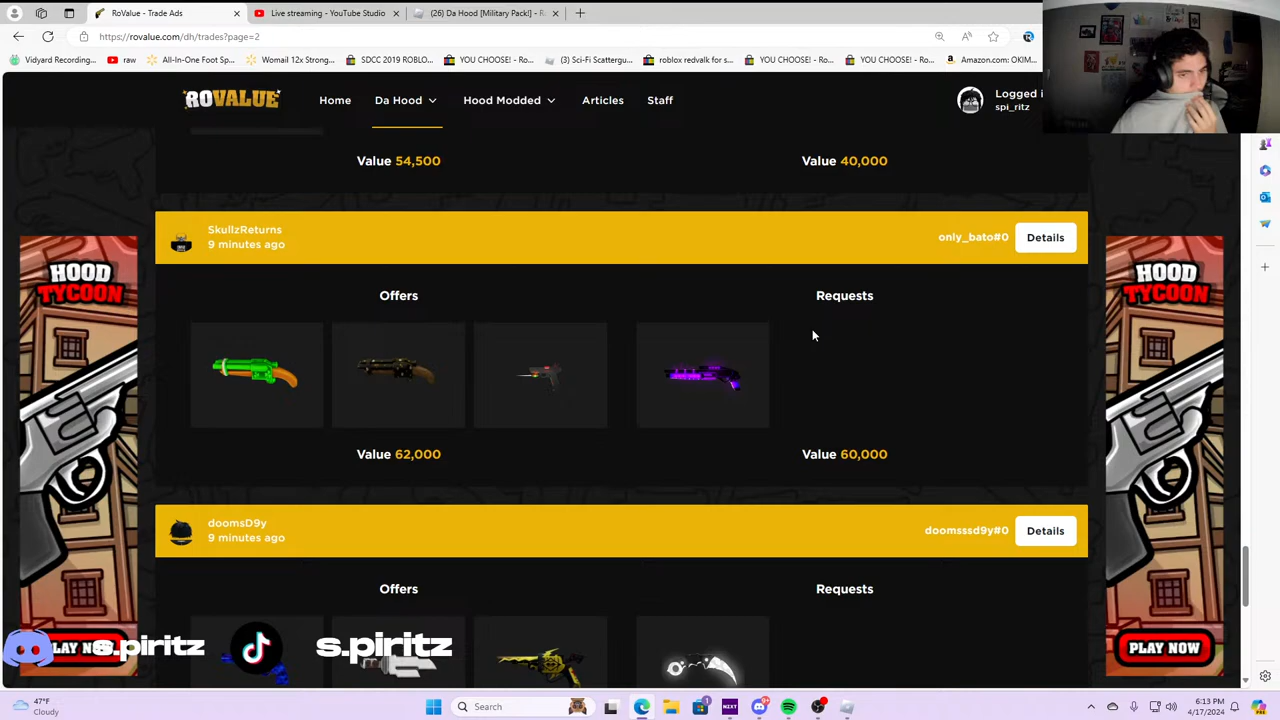 RoValue - Trade Ads
Live streaming - YouTube Studio
(26) Da Hood [Military Pack!] - R
https://rovalue.com/dh/trades?page=2
Vidyard Recording...
raw
All-In-One Foot Sp...
Womail 12x Strong...
SDCC 2019 ROBLO...
YOU CHOOSE! - Ro...
(3) Sci-Fi Scattergu...
roblox redvalk for s...
YOU CHOOSE! - Ro...
YOU CHOOSE! - Ro...
Amazon.com: OKIM...
ROVALUE
Home
Da Hood
Hood Modded
Articles
Staff
Logged i
spi_ritz
Value 54,500
Value 40,000
SkullzReturns
9 minutes ago
only_bato#0
Details
Offers
Requests
Value 62,000
Value 60,000
doomsD9y
9 minutes ago
doomsssd9y#0
Details
Offers
Requests
HOOD
TYCOON
PLAY NOW
HOOD
TYCOON
PLAY NOW
s.piritz
s.piritz
47°F
Cloudy
Search
NZXT
6:13 PM
4/17/2024